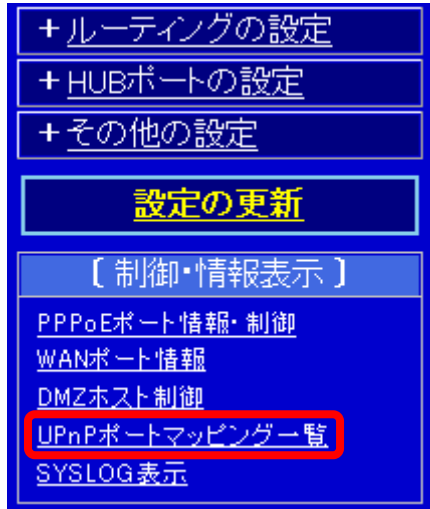 +ルーティングの設定
+HUBポートの設定
+その他の設定
設定の更新
〔制御・情報表示〕
PPPoEポート情報・制御
WANポート情報
DMZホスト制御
UPnPポートマッピング一覧
SYSLOG表示